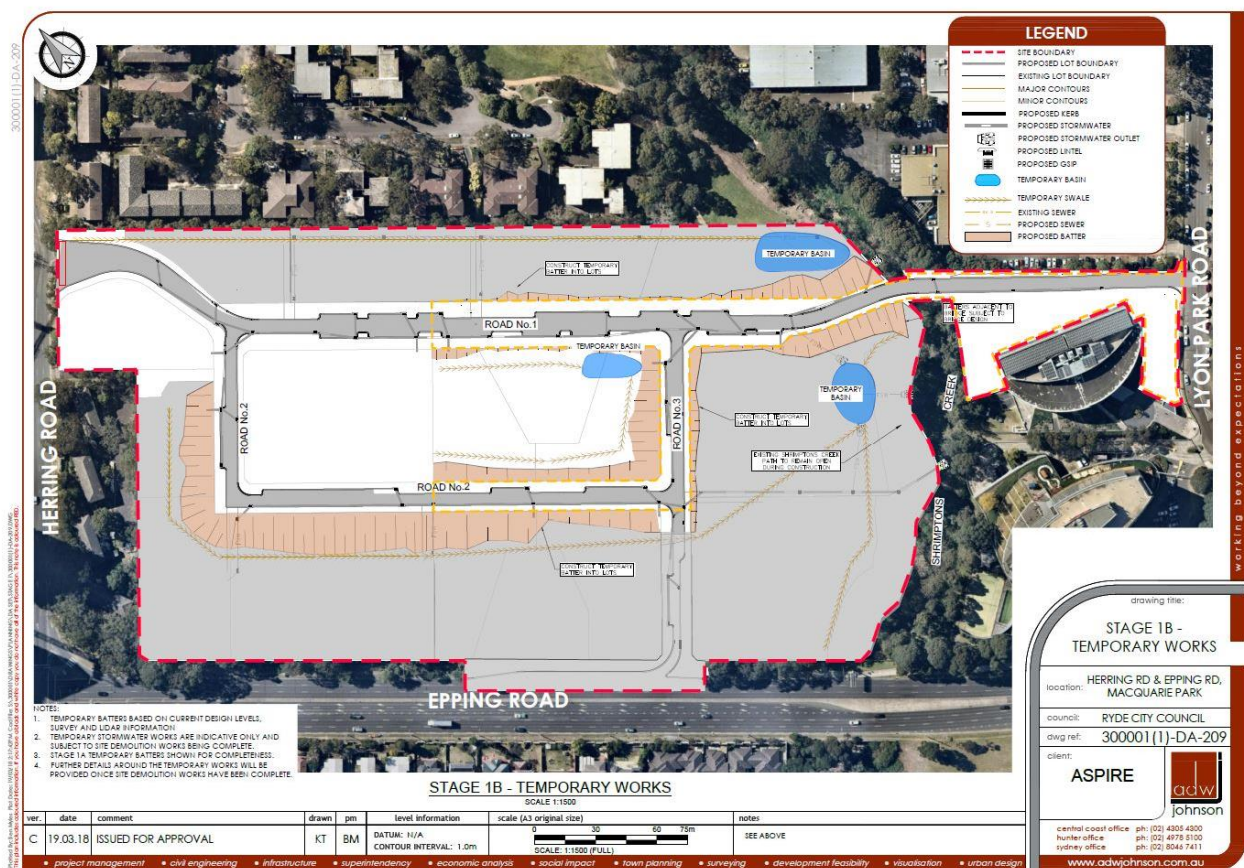 300001(1)-DA-209
LEGEND
SITE BOUNDARY
PROPOSED LOT BOUNDARY
EXISTING LOT BOUNDARY
MAJOR CONTOURS
MINOR CONTOURS
PROPOSED KERB
PROPOSED STORMWATER
PROPOSED STORMWATER OUTLET
PROPOSED LINTEL
PROPOSED GSIP
TEMPORARY BASIN
TEMPORARY SWALE
EXISTING SEWER
PROPOSED SEWER
PROPOSED BATTER
TEMPORARY BASIN
CONSTRUCT TEMPORARY
BATTER INTO LOTS
ROAD No.1
BATTERS ADJACENT TO
BRIDGE SUBJECT TO
BRIDGE DESIGN
TEMPORARY BASIN
TEMPORARY
BASIN
CREEK
LYON PARK ROAD
HERRING ROAD
ROAD No.2
ROAD No.3
CONSTRUCT TEMPORARY
BATTER INTO LOTS
EXISTING SHRIMPTONS CREEK
PATH TO REMAIN OPEN
DURING CONSTRUCTION
ROAD No.2
SHRIMPTONS
CONSTRUCT TEMPORARY
BATTER INTO LOTS
EPPING ROAD
working beyond expectations
NOTES:
1. TEMPORARY BATTERS BASED ON CURRENT DESIGN LEVELS,
SURVEY AND LIDAR INFORMATION
2. TEMPORARY STORMWATER WORKS ARE INDICATIVE ONLY AND
SUBJECT TO SITE DEMOLITION WORKS BEING COMPLETE.
3. STAGE 1A TEMPORARY BATTERS SHOWN FOR COMPLETENESS.
4. FURTHER DETAILS AROUND THE TEMPORARY WORKS WILL BE
PROVIDED ONCE SITE DEMOLITION WORKS HAVE BEEN COMPLETE.
STAGE 1B - TEMPORARY WORKS
SCALE 1:1500
drawing title:
STAGE 1B -
TEMPORARY WORKS
location: HERRING RD & EPPING RD,
MACQUARIE PARK
council: RYDE CITY COUNCIL
dwg ref: 300001(1)-DA-209
client:
ASPIRE
adw
johnson
central coast office ph: (02) 4305 4300
hunter office ph: (02) 4978 5100
sydney office ph: (02) 8046 7411
www.adwjohnson.com.au
ver. date comment drawn pm level information scale (A3 original size) notes
C 19.03.18 ISSUED FOR APPROVAL KT BM DATUM: N/A
CONTOUR INTERVAL: 1.0m
0 30 60 75m
SCALE: 1:1500 (FULL)
SEE ABOVE
• project management • civil engineering • infrastructure • superintendency • economic analysis • social impact • town planning • surveying • development feasibility • visualisation • urban design